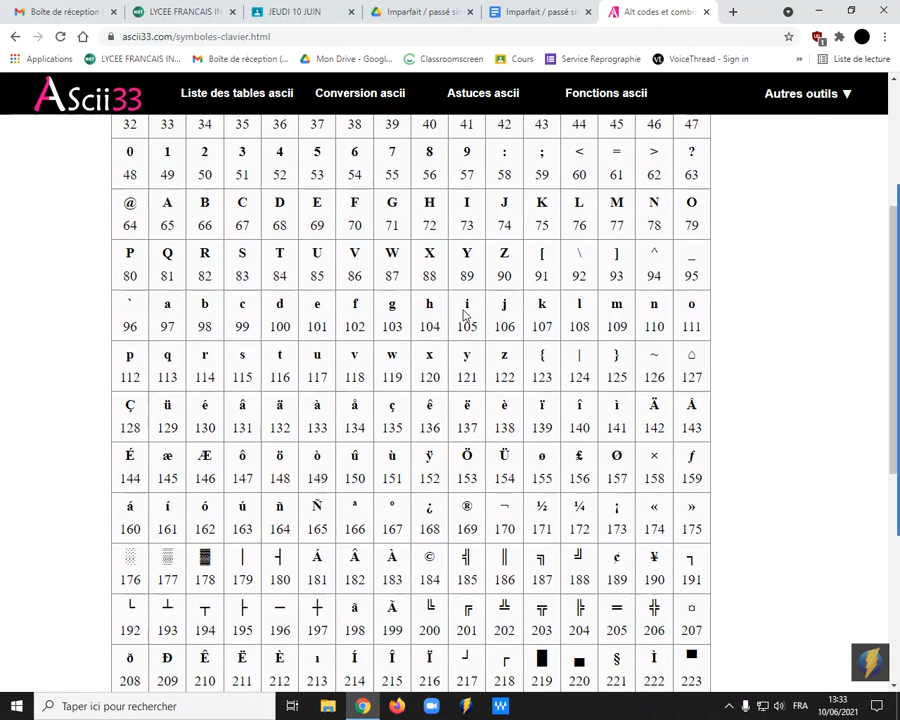 Boîte de réception (
LYCEE FRANCAIS IN
JEUDI 10 JUIN
Imparfait / passé sim
Imparfait / passé sim
Alt codes et combin
ascii33.com/symboles-clavier.html
Applications
LYCEE FRANCAIS IN...
Boîte de réception (...
Mon Drive - Googl...
Classroomscreen
Cours
Service Reprographie
VoiceThread - Sign in
»
Liste de lecture
AScii33
Liste des tables ascii
Conversion ascii
Astuces ascii
Fonctions ascii
Autres outils ▼
32 33 34 35 36 37 38 39 40 41 42 43 44 45 46 47
0 1 2 3 4 5 6 7 8 9 : ; < = > ?
48 49 50 51 52 53 54 55 56 57 58 59 60 61 62 63
@ A B C D E F G H I J K L M N O
64 65 66 67 68 69 70 71 72 73 74 75 76 77 78 79
P Q R S T U V W X Y Z [ \ ] ^ _
80 81 82 83 84 85 86 87 88 89 90 91 92 93 94 95
` a b c d e f g h i j k l m n o
96 97 98 99 100 101 102 103 104 105 106 107 108 109 110 111
p q r s t u v w x y z { | } ~ ⌂
112 113 114 115 116 117 118 119 120 121 122 123 124 125 126 127
Ç ü é â ä à å ç ê ë è ï î ì Ä Å
128 129 130 131 132 133 134 135 136 137 138 139 140 141 142 143
É æ Æ ô ö ò û ù ÿ Ö Ü ø £ Ø × ƒ
144 145 146 147 148 149 150 151 152 153 154 155 156 157 158 159
á í ó ú ñ Ñ ª º ¿ ® ¬ ½ ¼ ¡ « »
160 161 162 163 164 165 166 167 168 169 170 171 172 173 174 175
░ ▒ ▓ │ ┤ Á Â À © ╣ ║ ╗ ╝ ¢ ¥ ┐
176 177 178 179 180 181 182 183 184 185 186 187 188 189 190 191
└ ┴ ┬ ├ ─ ┼ ã Ã ╚ ╔ ╩ ╦ ╠ ═ ╬ ¤
192 193 194 195 196 197 198 199 200 201 202 203 204 205 206 207
ð Ð Ê Ë È ı Í Î Ï ┘ ┌ █ ▄ § Ì ▀
208 209 210 211 212 213 214 215 216 217 218 219 220 221 222 223
Taper ici pour rechercher
FRA
13:33
10/06/2021